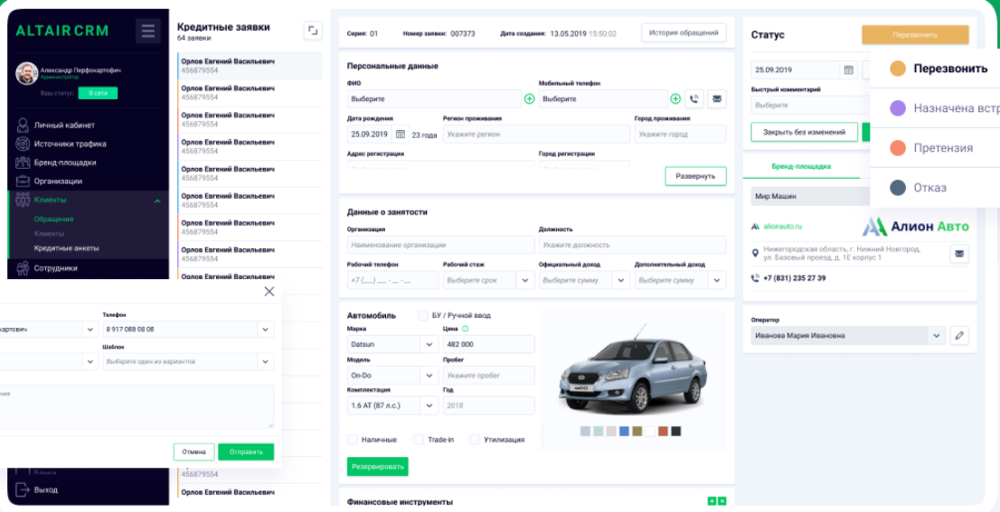 ALTAIR CRM
Александр Перфокартофич
Администратор
Ваш статус:
В сети
Личный кабинет
Источники трафика
Бренд-площадки
Организации
Клиенты
Обращения
Клиенты
Кредитные анкеты
Сотрудники
Банки
Выход
Кредитные заявки
64 заявки
Орлов Евгений Васильевич
456879554
Орлов Евгений Васильевич
456879554
Орлов Евгений Васильевич
456879554
Орлов Евгений Васильевич
456879554
Орлов Евгений Васильевич
456879554
Орлов Евгений Васильевич
456879554
Орлов Евгений Васильевич
456879554
Орлов Евгений Васильевич
456879554
Орлов Евгений Васильевич
456879554
Орлов Евгений Васильевич
Телефон
картович
8 917 088 08 08
Шаблон
Выберите один из вариантов
ния
Отмена
Отправить
Серия: 01
Номер заявки: 007373
Дата создания: 13.05.2019 15:50:02
История обращений
Персональные данные
ФИО
Мобильный телефон
Выберите
Выберите
Дата рождения
Регион проживания
Город проживания
25.09.2019
23 года
Укажите регион
Укажите город
Адрес регистрации
Город регистрации
Развернуть
Данные о занятости
Организация
Должность
Наименование организации
Укажите должность
Рабочий телефон
Рабочий стаж
Официальный доход
Дополнительный доход
+7 (__) ___ - __ - __
Выберите срок
Выберите сумму
Выберите сумму
Автомобиль
БУ / Ручной ввод
Марка
Цена
Datsun
482 000
Модель
Пробег
On-Do
Укажите пробег
Комплектация
Год
1.6 AT (87 л.с.)
2018
Наличные
Trade-in
Утилизация
Резервировать
Финансовые инструменты
Статус
Перезвонить
25.09.2019
Быстрый комментарий
Выберите
Закрыть без изменений
Перезвонить
Назначена встр
Претензия
Отказ
Бренд-площадка
Мир Машин
alionauto.ru
Алион Авто
Нижегородская область, г. Нижний Новгород,
ул. Базовый проезд, д. 1Е корпус 1
+7 (831) 235 27 39
Оператор
Иванова Мария Ивановна